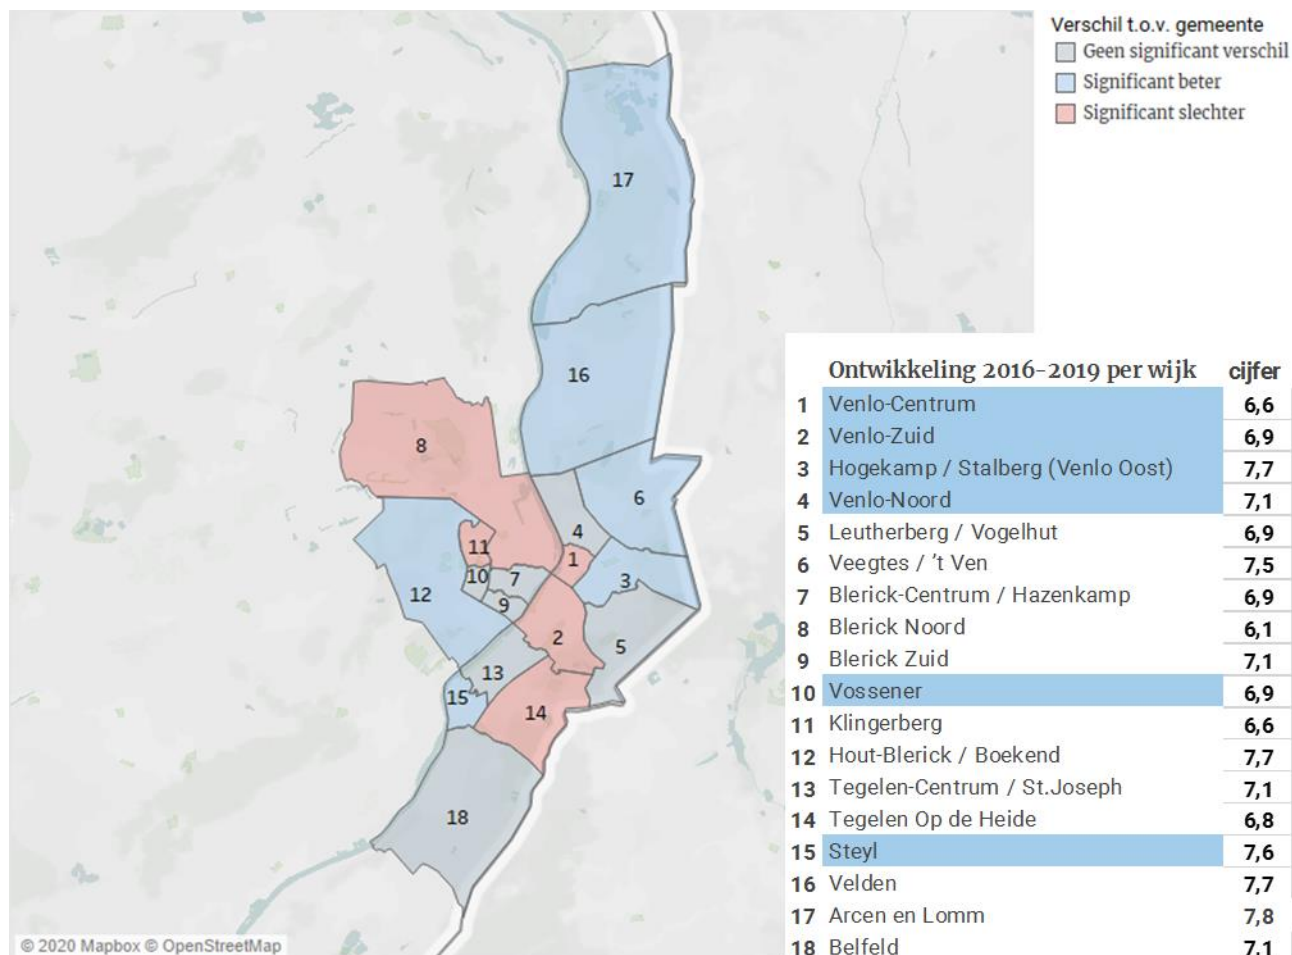 Verschil t.o.v. gemeente
Geen significant verschil
Significant beter
Significant slechter
17
16
8
6
4
11
1
10
7
3
12
9
2
5
13
15
14
18
Ontwikkeling 2016-2019 per wijk cijfer
1 Venlo-Centrum 6,6
2 Venlo-Zuid 6,9
3 Hogekamp / Stalberg (Venlo Oost) 7,7
4 Venlo-Noord 7,1
5 Leutherberg / Vogelhut 6,9
6 Veegtes / ’t Ven 7,5
7 Blerick-Centrum / Hazenkamp 6,9
8 Blerick Noord 6,1
9 Blerick Zuid 7,1
10 Vossener 6,9
11 Klingerberg 6,6
12 Hout-Blerick / Boekend 7,7
13 Tegelen-Centrum / St.Joseph 7,1
14 Tegelen Op de Heide 6,8
15 Steyl 7,6
16 Velden 7,7
17 Arcen en Lomm 7,8
18 Belfeld 7,1
© 2020 Mapbox © OpenStreetMap